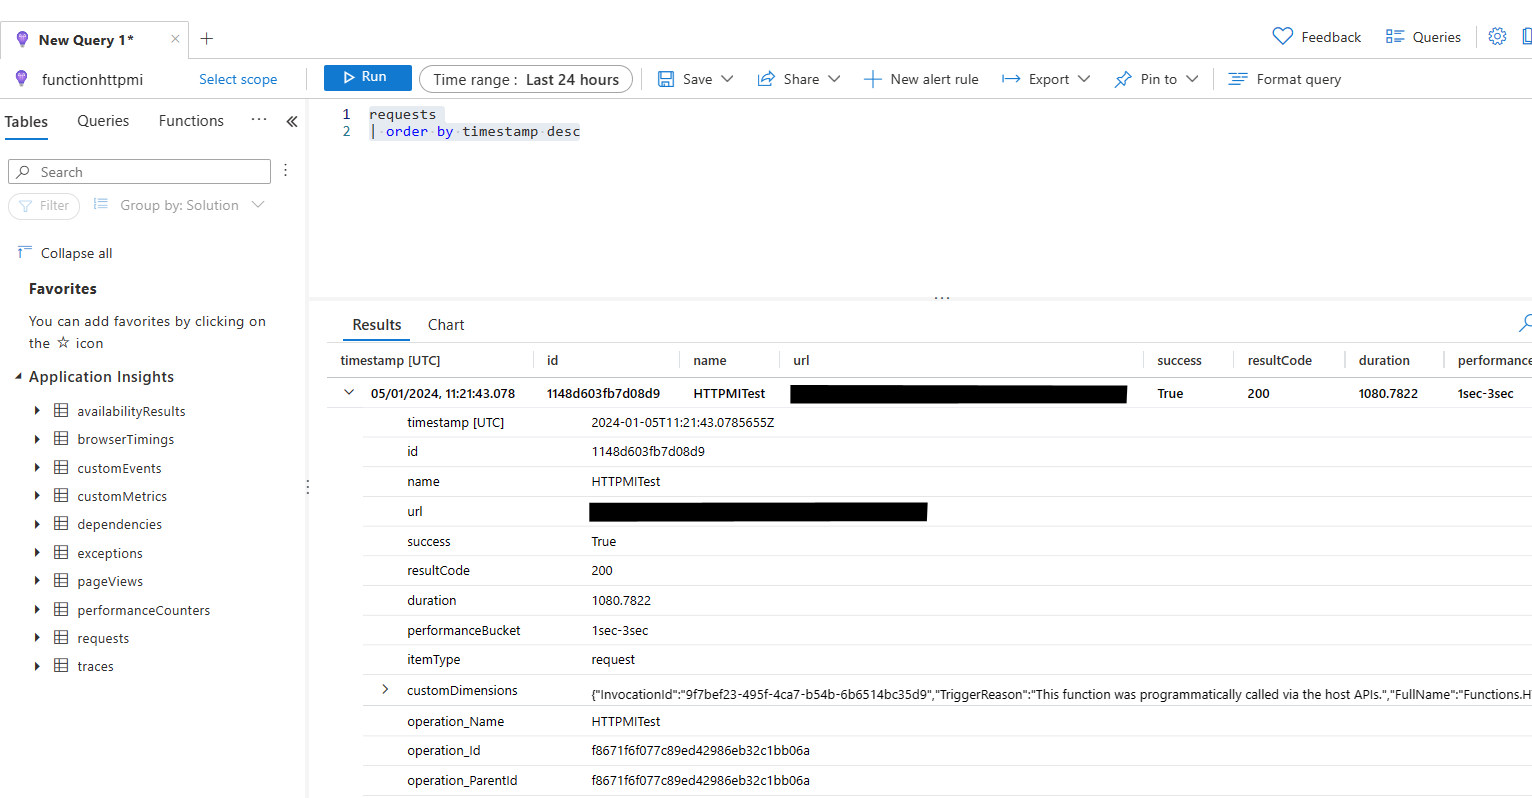 New Query 1*
Feedback
Queries
functionhttpmi
Select scope
Run
Time range : Last 24 hours
Save
Share
New alert rule
Export
Pin to
Format query
Tables
Queries
Functions
Search
Filter
Group by: Solution
Collapse all
Favorites
You can add favorites by clicking on
the ☆ icon
Application Insights
availabilityResults
browserTimings
customEvents
customMetrics
dependencies
exceptions
pageViews
performanceCounters
requests
traces
1 requests
2 | order by timestamp desc
Results
Chart
timestamp [UTC] id name url success resultCode duration performance
05/01/2024, 11:21:43.078 1148d603fb7d08d9 HTTPMITest True 200 1080.7822 1sec-3sec
timestamp [UTC] 2024-01-05T11:21:43.0785655Z
id 1148d603fb7d08d9
name HTTPMITest
url
success True
resultCode 200
duration 1080.7822
performanceBucket 1sec-3sec
itemType request
customDimensions {"InvocationId":"9f7bef23-495f-4ca7-b54b-6b6514bc35d9","TriggerReason":"This function was programmatically called via the host APIs.","FullName":"Functions.H
operation_Name HTTPMITest
operation_Id f8671f6f077c89ed42986eb32c1bb06a
operation_ParentId f8671f6f077c89ed42986eb32c1bb06a